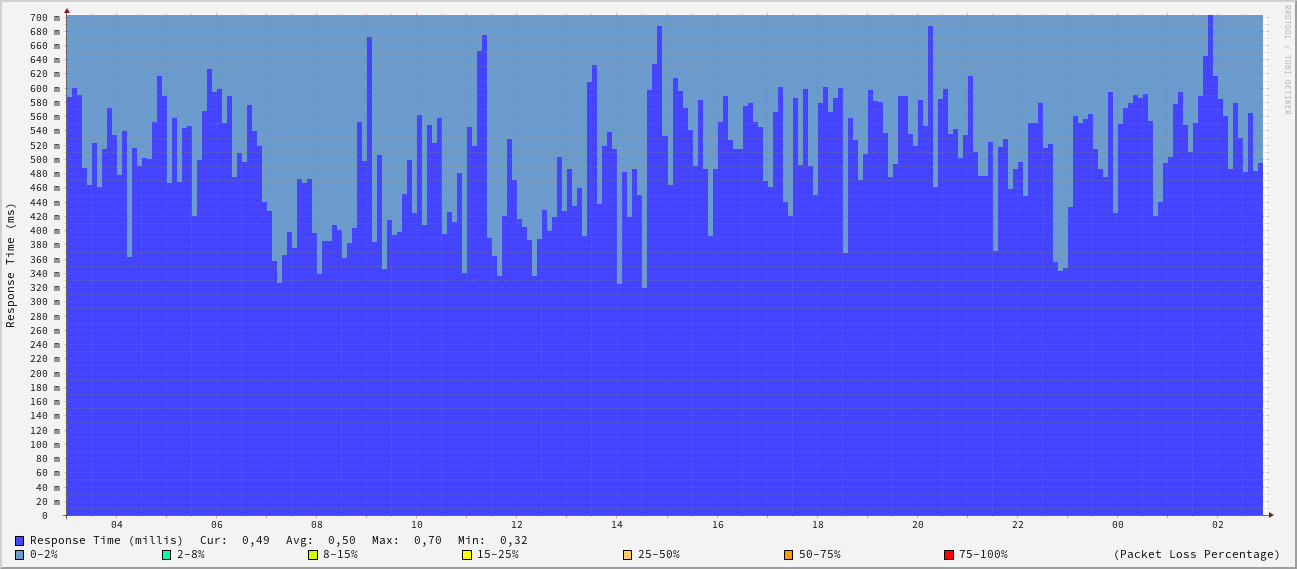 RRDTOOL / TOBI OETIKER
Response Time (ms)
700 m
680 m
660 m
640 m
620 m
600 m
580 m
560 m
540 m
520 m
500 m
480 m
460 m
440 m
420 m
400 m
380 m
360 m
340 m
320 m
300 m
280 m
260 m
240 m
220 m
200 m
180 m
160 m
140 m
120 m
100 m
80 m
60 m
40 m
20 m
0
04 06 08 10 12 14 16 18 20 22 00 02
Response Time (millis) Cur: 0,49 Avg: 0,50 Max: 0,70 Min: 0,32
0-2% 2-8% 8-15% 15-25% 25-50% 50-75% 75-100% (Packet Loss Percentage)